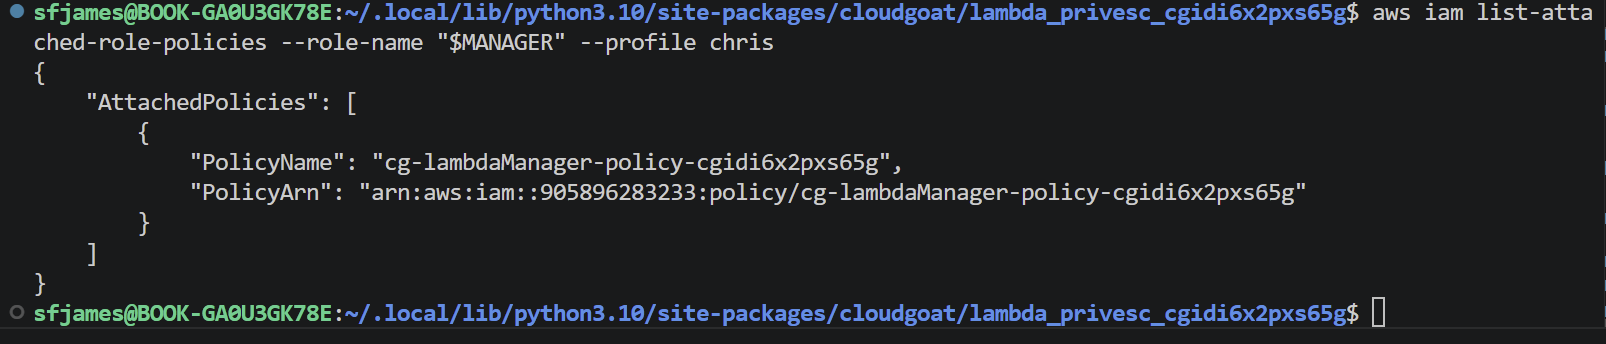 sfjames@BOOK-GA0U3GK78E:~/.local/lib/python3.10/site-packages/cloudgoat/lambda_privesc_cgidi6x2pxs65g$ aws iam list-atta
ched-role-policies --role-name "$MANAGER" --profile chris
{
    "AttachedPolicies": [
        {
            "PolicyName": "cg-lambdaManager-policy-cgidi6x2pxs65g",
            "PolicyArn": "arn:aws:iam::905896283233:policy/cg-lambdaManager-policy-cgidi6x2pxs65g"
        }
    ]
}
sfjames@BOOK-GA0U3GK78E:~/.local/lib/python3.10/site-packages/cloudgoat/lambda_privesc_cgidi6x2pxs65g$